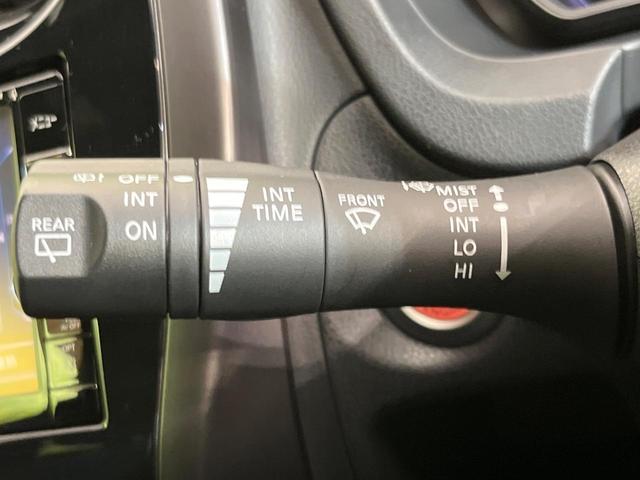 OFF
INT
ON
REAR
INT
TIME
FRONT
MIST
OFF
INT
LO
HI